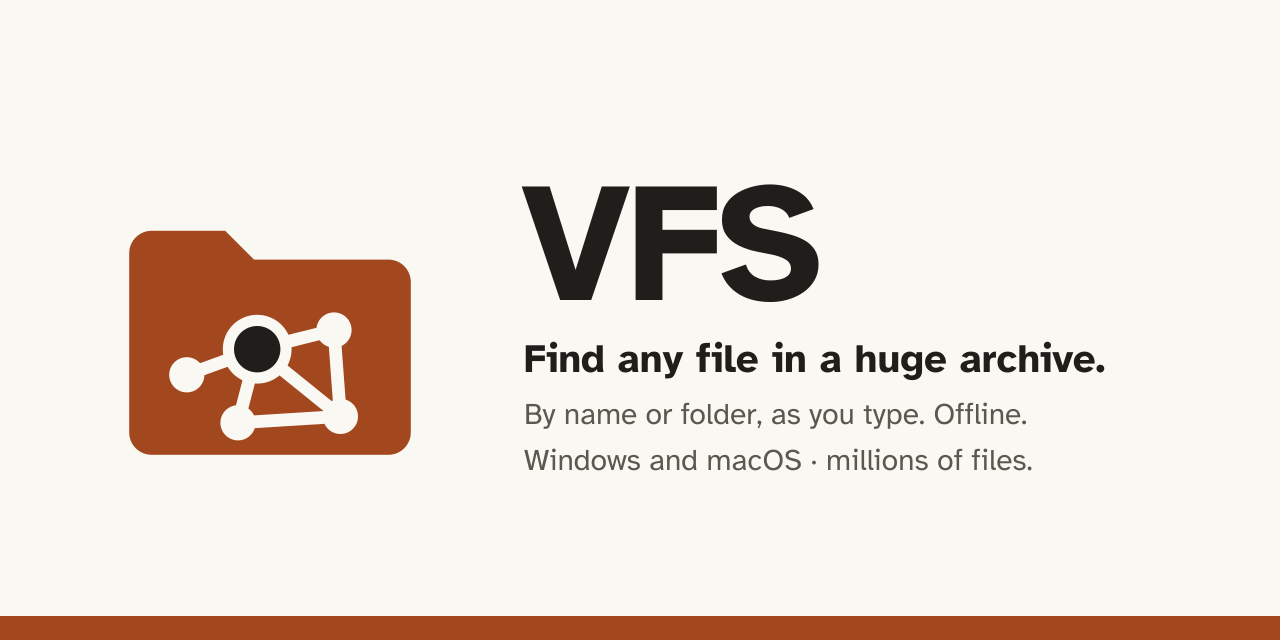 VFS
Find any file in a huge archive.
By name or folder, as you type. Offline.
Windows and macOS · millions of files.